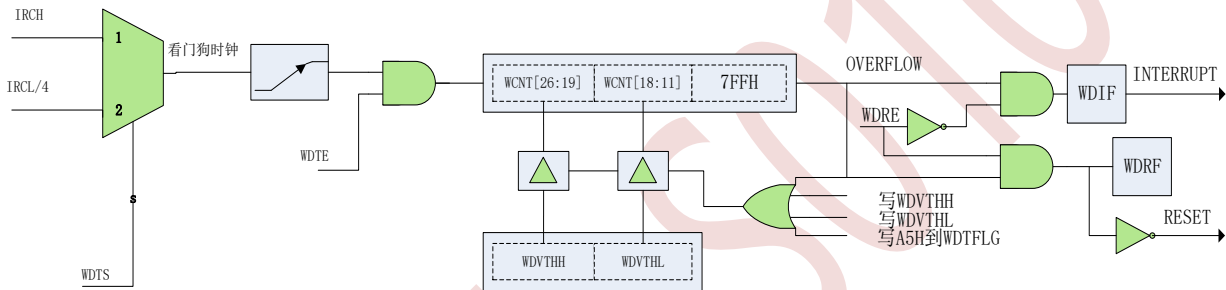 IRCH
1
看门狗时钟
IRCL/4
2
s
WDTS
WDTE
WCNT[26:19]
WCNT[18:11]
7FFH
OVERFLOW
WDRE
WDIF
INTERRUPT
WDRF
RESET
写WDVTHH
写WDVTHL
写A5H到WDTFLG
WDVTHH
WDVTHL